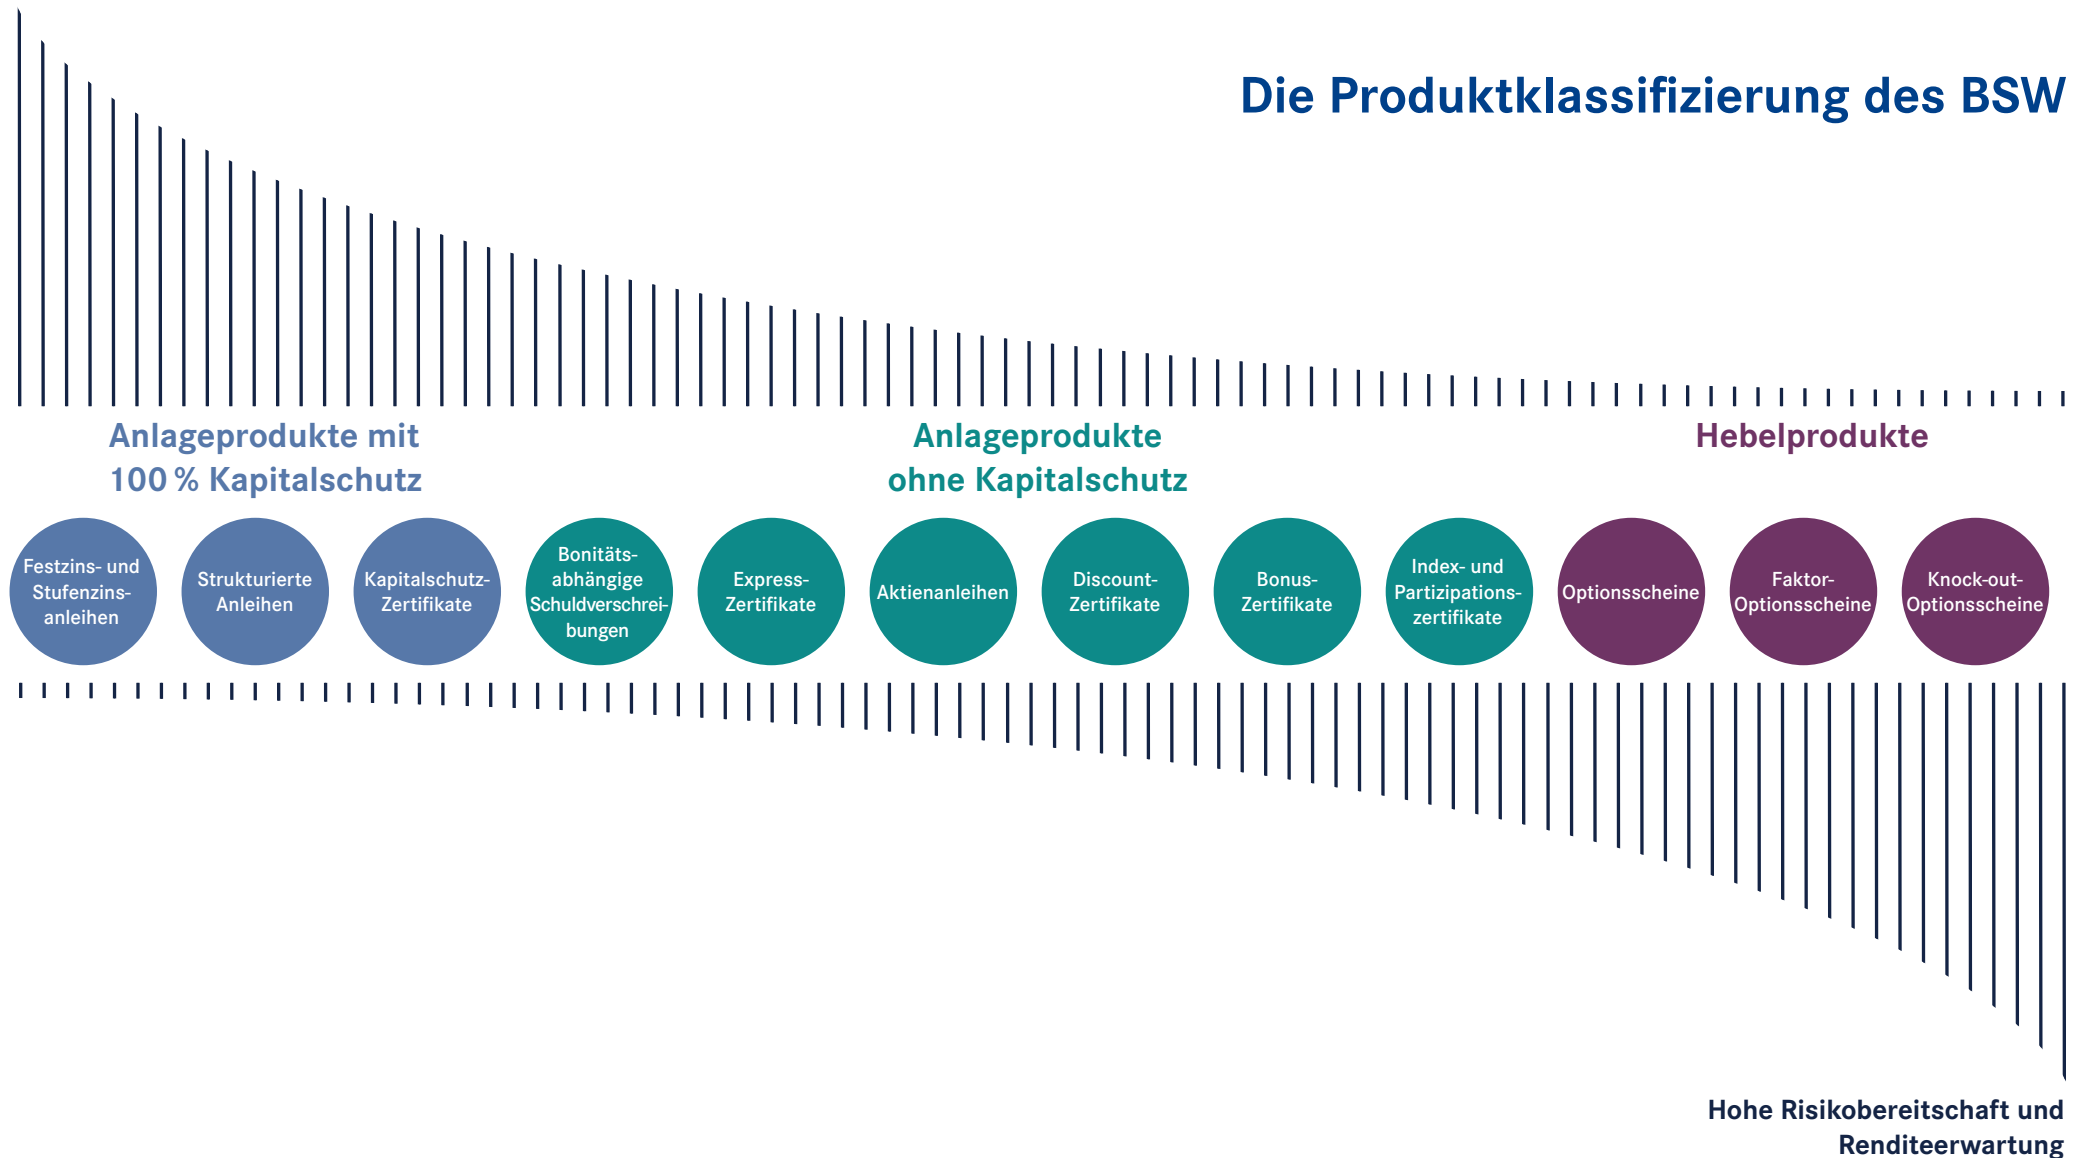 Die Produktklassifizierung des BSW
Anlageprodukte mit
100 % Kapitalschutz
Anlageprodukte
ohne Kapitalschutz
Hebelprodukte
Festzins- und
Stufenzins-
anleihen
Strukturierte
Anleihen
Kapitalschutz-
Zertifikate
Bonitäts-
abhängige
Schuldverschrei-
bungen
Express-
Zertifikate
Aktienanleihen
Discount-
Zertifikate
Bonus-
Zertifikate
Index- und
Partizipations-
zertifikate
Optionsscheine
Faktor-
Optionsscheine
Knock-out-
Optionsscheine
Hohe Risikobereitschaft und
Renditeerwartung